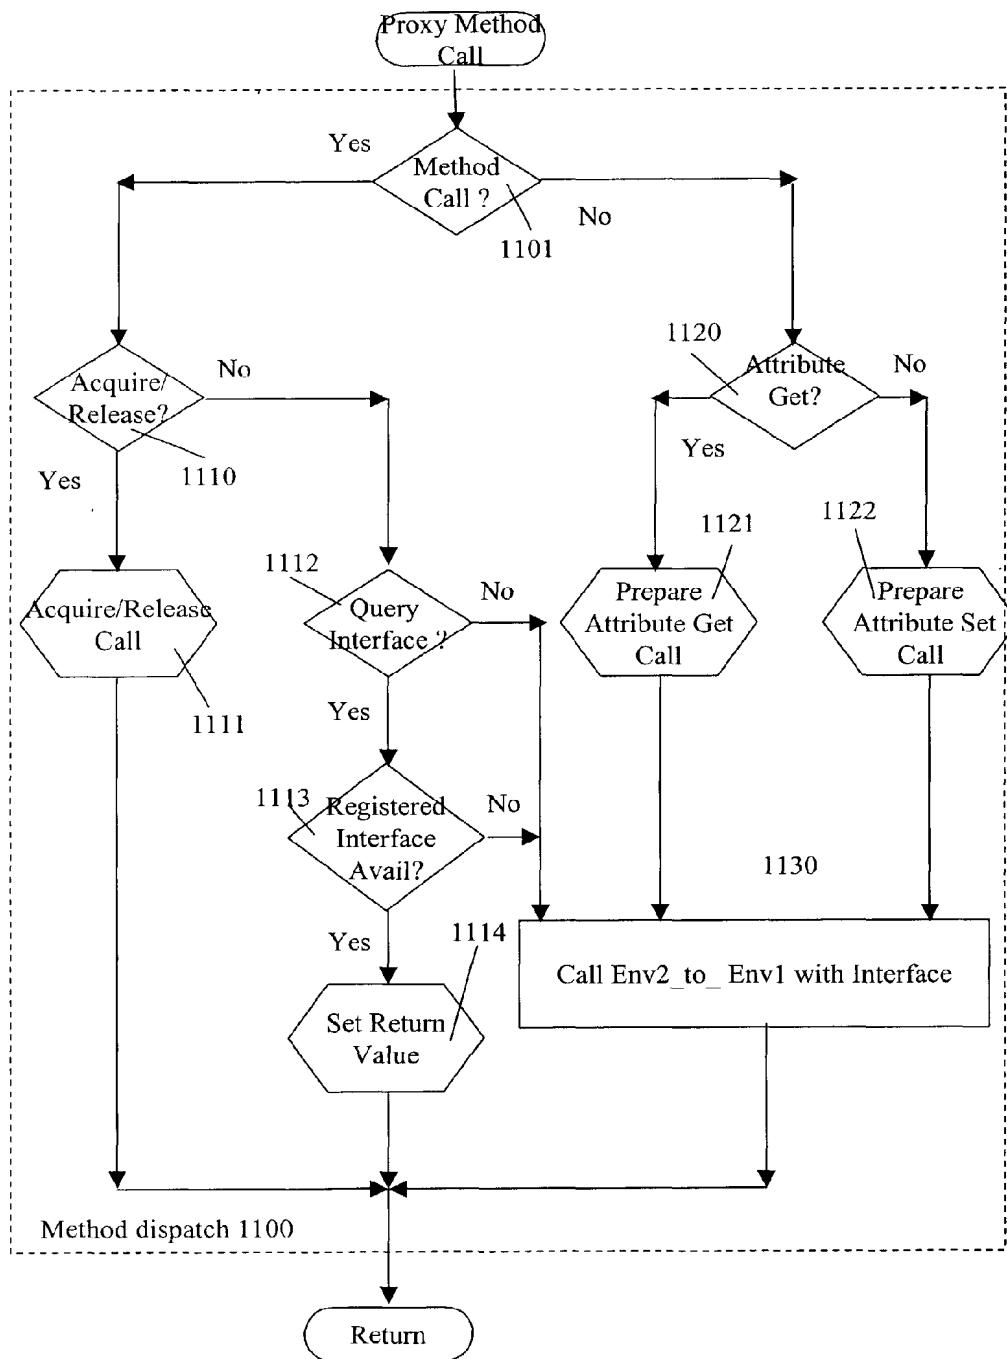 Proxy Method
Call
Yes
Method
Call ?
No
1101
1120
Attribute
Get?
No
No
Acquire/
Release?
Yes
1110
Yes
1121
1122
1112
Acquire/Release
Call
Query
Interface ?
No
Prepare
Attribute Get
Call
Prepare
Attribute Set
Call
1111
Yes
1113
Registered
Interface
Avail?
No
1130
Yes
1114
Call Env2_to_ Env1 with Interface
Set Return
Value
Method dispatch 1100
Return